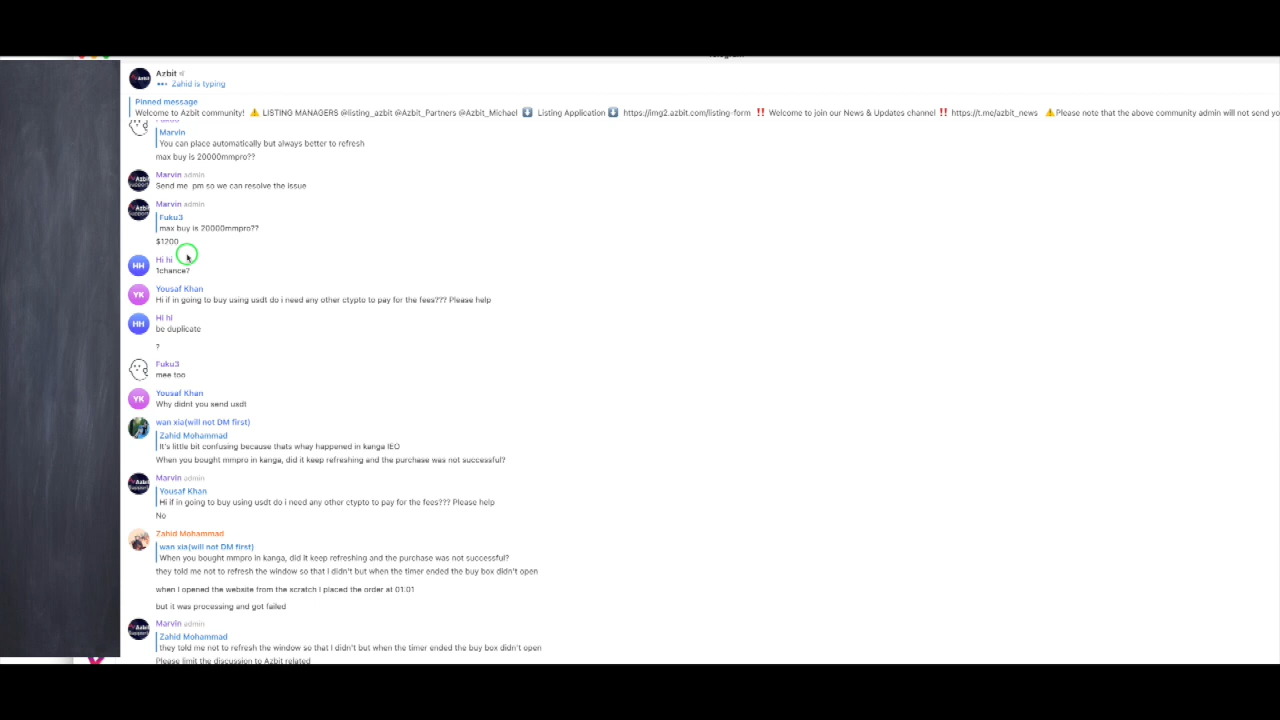 Azbit
Zahid is typing
Pinned message
Welcome to Azbit community! ⚠️ LISTING MANAGERS @listing_azbit @Azbit_Partners @Azbit_Michael ⬇️ Listing Application ⬇️ https://img2.azbit.com/listing-form ‼️ Welcome to join our News & Updates channel ‼️ https://t.me/azbit_news ⚠️Please note that the above community admin will not send yo
Marvin
You can place automatically but always better to refresh
max buy is 20000mmpro??
Marvin admin
Send me pm so we can resolve the issue
Marvin admin
Fuku3
max buy is 20000mmpro??
$1200
HH
Hi hi
1chance?
YK
Yousaf Khan
Hi if in going to buy using usdt do i need any other ctypto to pay for the fees??? Please help
HH
Hi hi
be duplicate
?
Fuku3
mee too
YK
Yousaf Khan
Why didnt you send usdt
wan xia(will not DM first)
Zahid Mohammad
It's little bit confusing because thats whay happened in kanga IEO
When you bought mmpro in kanga, did it keep refreshing and the purchase was not successful?
Marvin admin
Yousaf Khan
Hi if in going to buy using usdt do i need any other ctypto to pay for the fees??? Please help
No
Zahid Mohammad
wan xia(will not DM first)
When you bought mmpro in kanga, did it keep refreshing and the purchase was not successful?
they told me not to refresh the window so that I didn't but when the timer ended the buy box didn't open
when I opened the website from the scratch I placed the order at 01:01
but it was processing and got failed
Marvin admin
Zahid Mohammad
they told me not to refresh the window so that I didn't but when the timer ended the buy box didn't open
Please limit the discussion to Azbit related